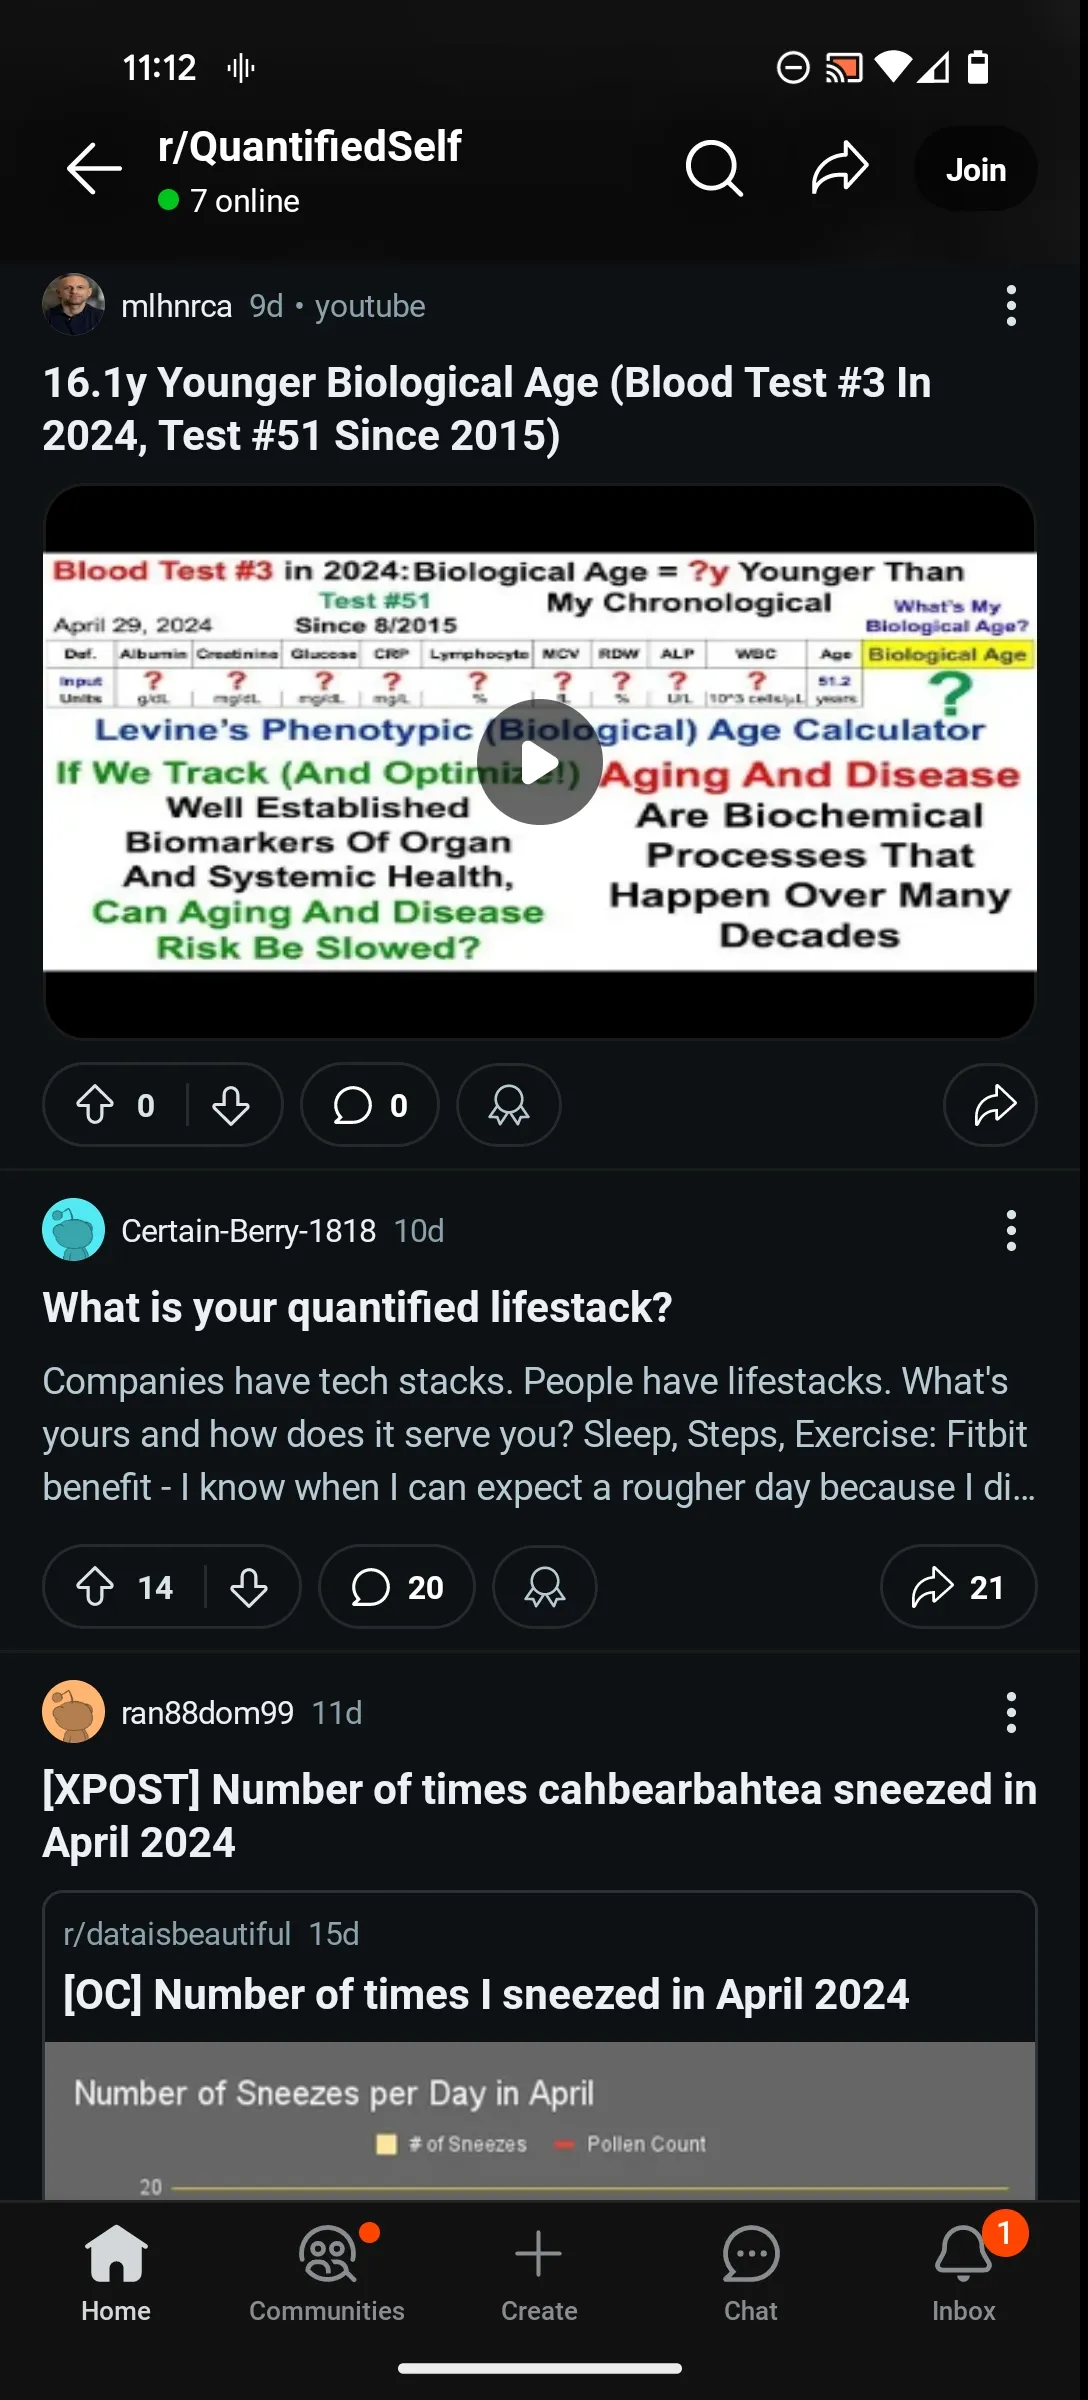 11:12
r/QuantifiedSelf
7 online
Join
mlhnrca 9d • youtube
16.1y Younger Biological Age (Blood Test #3 In
2024, Test #51 Since 2015)
Blood Test #3 in 2024: Biological Age = ?y Younger Than
Test #51 My Chronological What's My
April 29, 2024 Since 8/2015 Biological Age?
Def. Albumin Creatinine Glucose CRP Lymphocyte MCV RDW ALP WBC Age Biological Age
Input ? ? ? ? ? ? ? ? ? 51.2 ?
Units g/dL mg/dL mg/dL mg/L % fL % U/L 10^3 cells/µL years
Levine's Phenotypic (Biological) Age Calculator
If We Track (And Optimize!)
Well Established
Biomarkers Of Organ
And Systemic Health,
Can Aging And Disease
Risk Be Slowed?
Aging And Disease
Are Biochemical
Processes That
Happen Over Many
Decades
0 0
Certain-Berry-1818 10d
What is your quantified lifestack?
Companies have tech stacks. People have lifestacks. What's
yours and how does it serve you? Sleep, Steps, Exercise: Fitbit
benefit - I know when I can expect a rougher day because I di...
14 20 21
ran88dom99 11d
[XPOST] Number of times cahbearbahtea sneezed in
April 2024
r/dataisbeautiful 15d
[OC] Number of times I sneezed in April 2024
Number of Sneezes per Day in April
# of Sneezes Pollen Count
20
1
Home Communities Create Chat Inbox